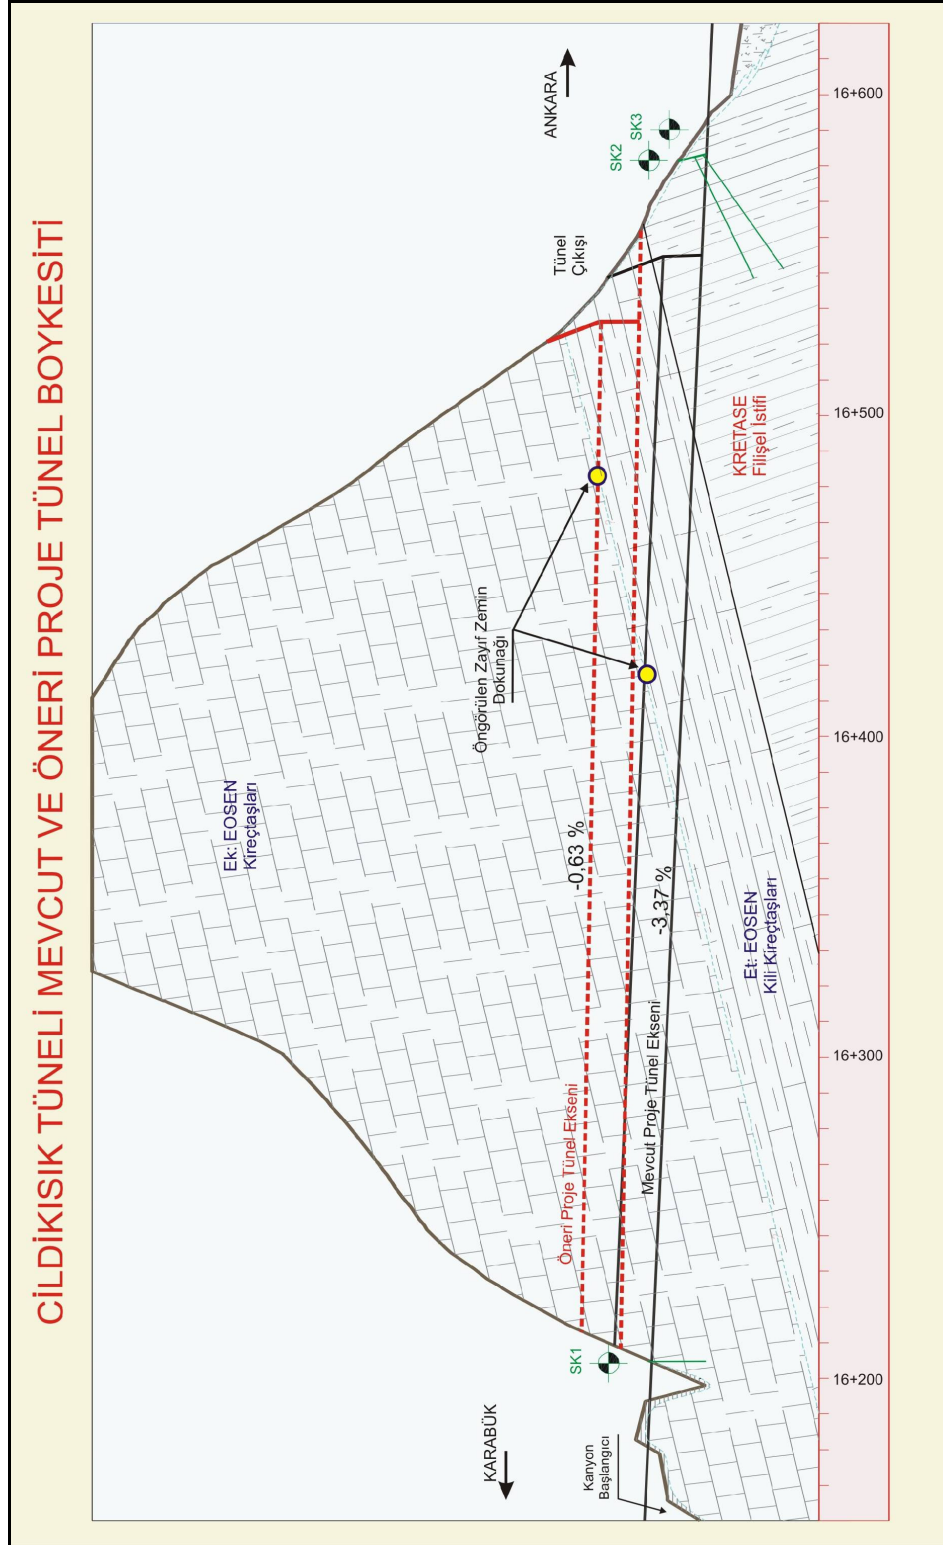 CİLDİKISIK TÜNELİ MEVCUT VE ÖNERİ PROJE TÜNEL BOYKESİTİ
KARABÜK
ANKARA
Kanyon
Başlangıcı
SK1
SK2
SK3
Tünel
Çıkışı
Öngörülen Zayıf Zemin
Dokunağı
Ek: EOSEN
Kireçtaşları
-0,63 %
Öneri Proje Tünel Ekseni
-3,37 %
Mevcut Proje Tünel Ekseni
Et: EOSEN
Kili Kireçtaşları
KRETASE
Filişel İstifi
16+200
16+300
16+400
16+500
16+600